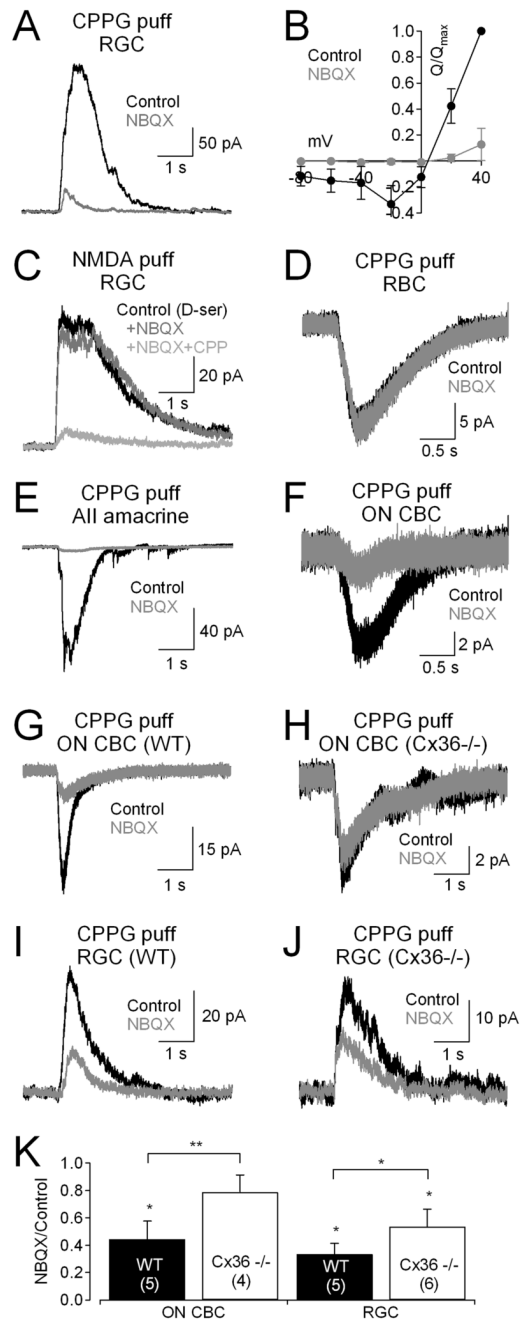 A
CPPG puff
RGC
Control
NBQX
50 pA
1 s
B
Control
NBQX
Q/Qmax
1.0
0.8
0.6
0.4
0.2
mV
-80
-40
40
-0.2
-0.4
C
NMDA puff
RGC
Control (D-ser)
+NBQX
+NBQX+CPP
20 pA
1 s
D
CPPG puff
RBC
Control
NBQX
5 pA
0.5 s
E
CPPG puff
AII amacrine
Control
NBQX
40 pA
1 s
F
CPPG puff
ON CBC
Control
NBQX
2 pA
0.5 s
G
CPPG puff
ON CBC (WT)
Control
NBQX
15 pA
1 s
H
CPPG puff
ON CBC (Cx36-/-)
Control
NBQX
2 pA
1 s
I
CPPG puff
RGC (WT)
Control
NBQX
20 pA
1 s
J
CPPG puff
RGC (Cx36-/-)
Control
NBQX
10 pA
1 s
K
NBQX/Control
1.0
0.8
0.6
0.4
0.2
0.0
**
*
*
*
*
WT
(5)
Cx36 -/-
(4)
WT
(5)
Cx36 -/-
(6)
ON CBC
RGC